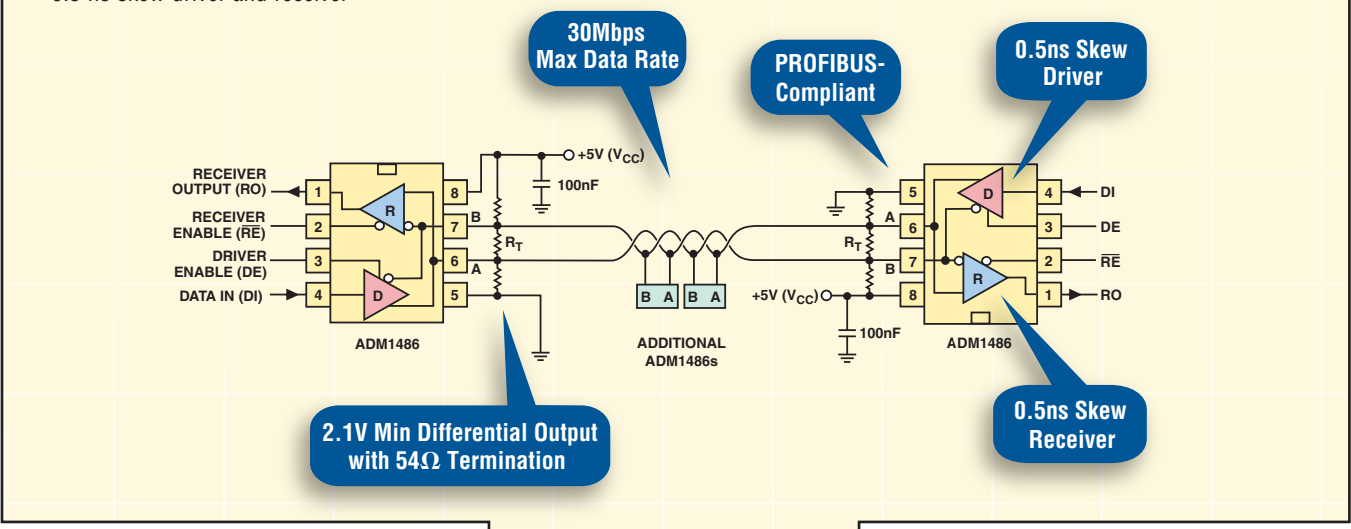 30Mbps
Max Data Rate
PROFIBUS-
Compliant
0.5ns Skew
Driver
RECEIVER
OUTPUT (RO)
RECEIVER
ENABLE (R̅E̅)
DRIVER
ENABLE (DE)
DATA IN (DI)
1
2
3
4
R
D
8
7
6
5
B
A
ADM1486
+5V (VCC)
100nF
RT
B A B A
ADDITIONAL
ADM1486s
RT
A
B
+5V (VCC)
100nF
5
6
7
8
D
R
4
3
2
1
DI
DE
R̅E̅
RO
ADM1486
2.1V Min Differential Output
with 54Ω Termination
0.5ns Skew
Receiver